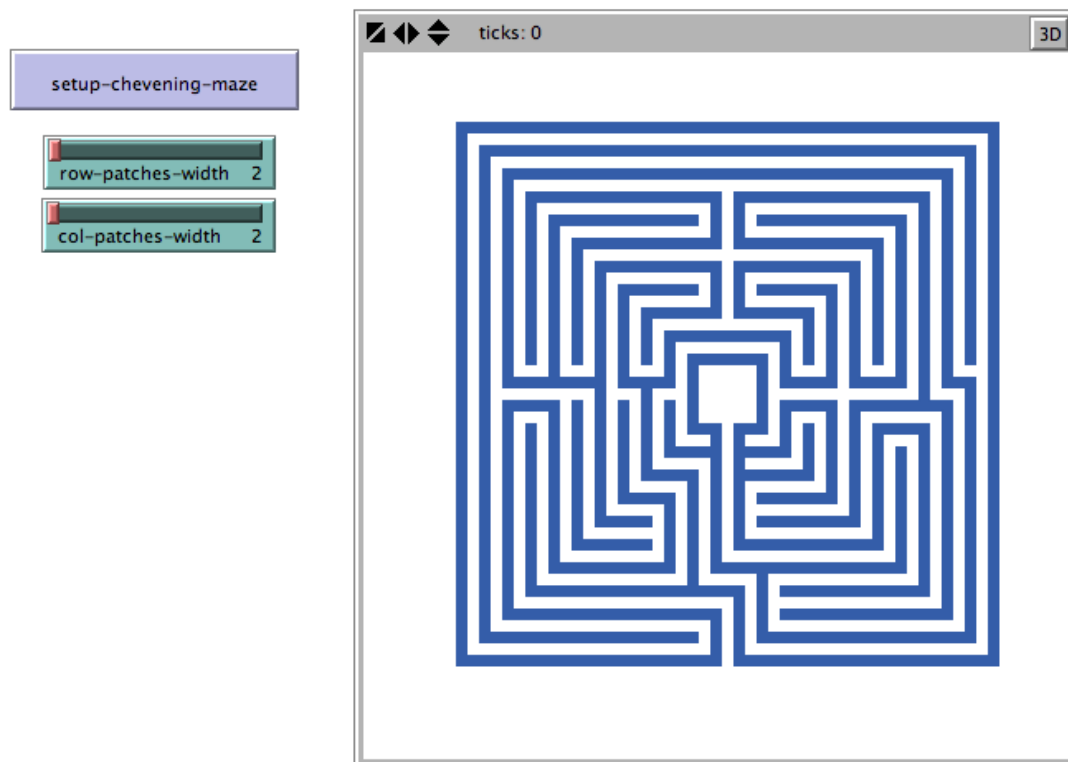 ticks: 0
3D
setup-chevening-maze
row-patches-width 2
col-patches-width 2